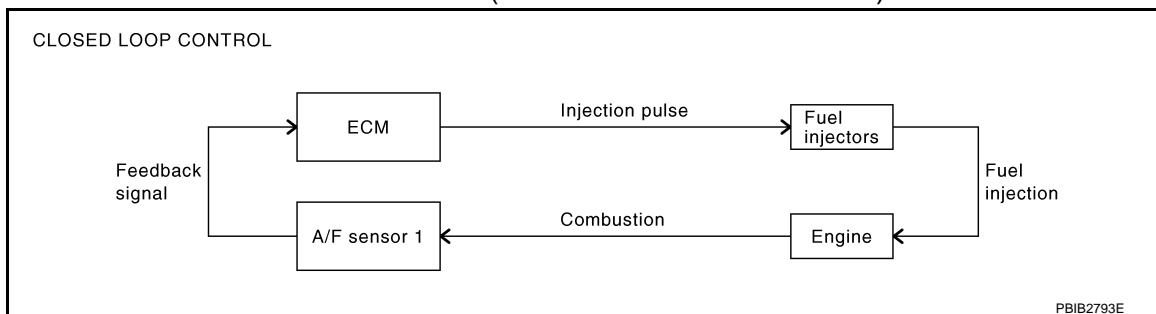 CLOSED LOOP CONTROL
ECM
Injection pulse
Fuel
injectors
Feedback
signal
Fuel
injection
A/F sensor 1
Combustion
Engine
PBIB2793E